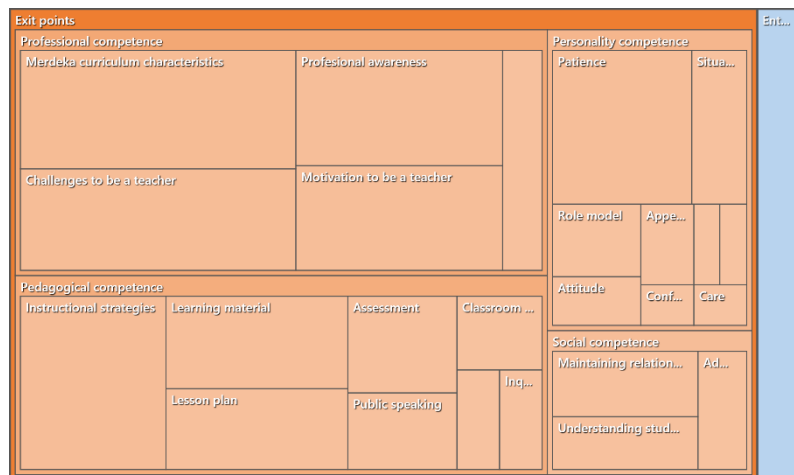 Exit points
Ent...
Professional competence
Merdeka curriculum characteristics
Profesional awareness
Challenges to be a teacher
Motivation to be a teacher
Personality competence
Patience
Situa...
Role model
Appe...
Attitude
Conf...
Care
Pedagogical competence
Instructional strategies
Learning material
Assessment
Classroom ...
Lesson plan
Public speaking
Inq...
Social competence
Maintaining relation...
Ad...
Understanding stud...